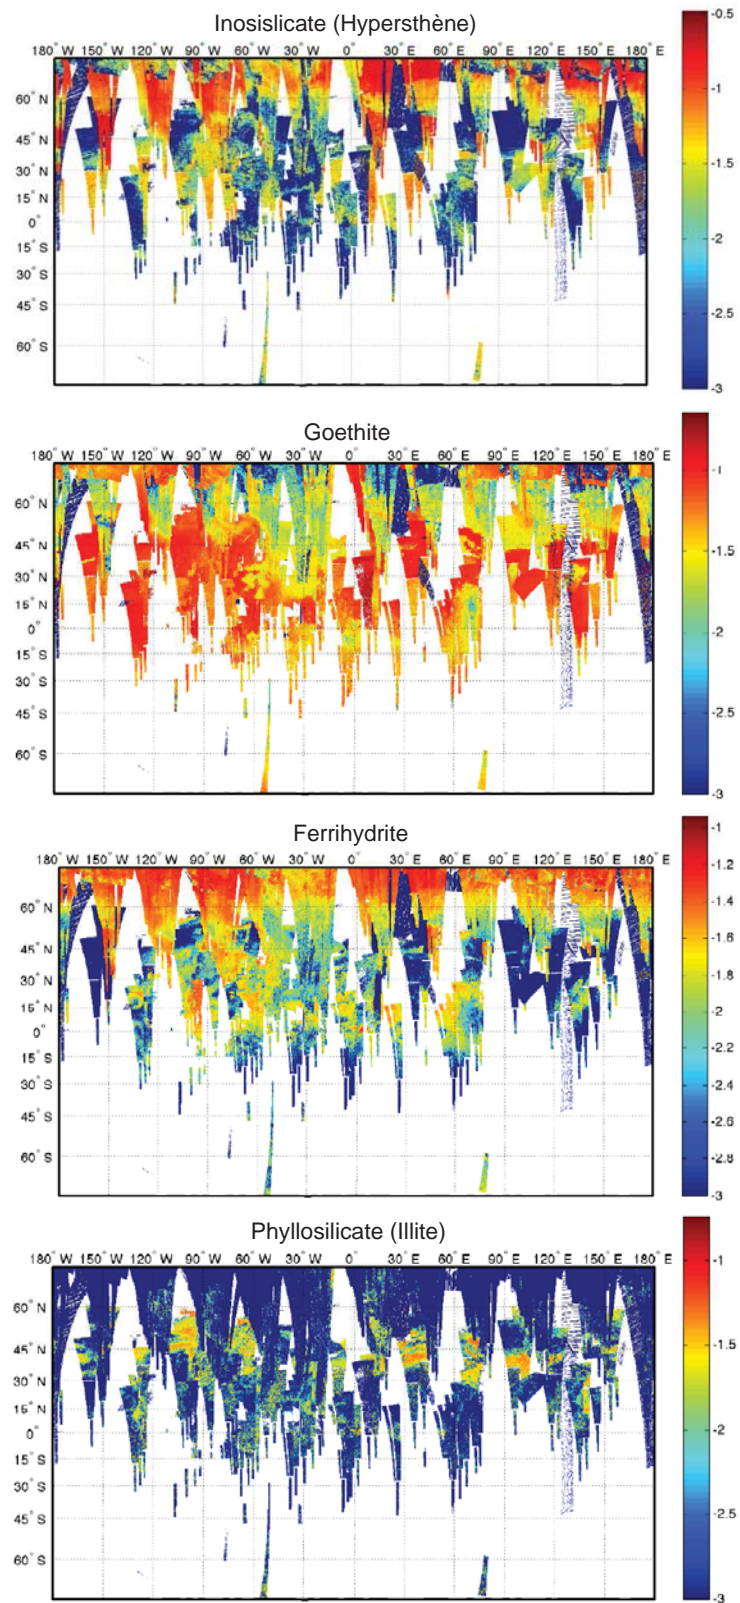 Inosislicate (Hypersthène)
180° W 150° W 120° W 90° W 60° W 30° W 0° 30° E 60° E 90° E 120° E 150° E 180° E
60° N
45° N
30° N
15° N
0°
15° S
30° S
45° S
60° S
-0.5
-1
-1.5
-2
-2.5
-3
Goethite
180° W 150° W 120° W 90° W 60° W 30° W 0° 30° E 60° E 90° E 120° E 150° E 180° E
60° N
45° N
30° N
15° N
0°
15° S
30° S
45° S
60° S
-1
-1.5
-2
-2.5
-3
Ferrihydrite
180° W 150° W 120° W 90° W 60° W 30° W 0° 30° E 60° E 90° E 120° E 150° E 180° E
60° N
45° N
30° N
15° N
0°
15° S
30° S
45° S
60° S
-1
-1.2
-1.4
-1.6
-1.8
-2
-2.2
-2.4
-2.6
-2.8
-3
Phyllosilicate (Illite)
180° W 150° W 120° W 90° W 60° W 30° W 0° 30° E 60° E 90° E 120° E 150° E 180° E
60° N
45° N
30° N
15° N
0°
15° S
30° S
45° S
60° S
-1
-1.5
-2
-2.5
-3